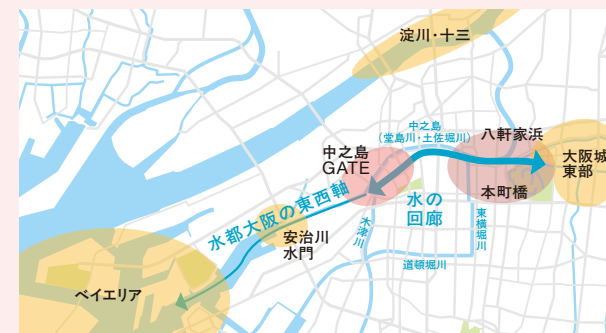 淀川・十三
中之島
（堂島川・土佐堀川）
八軒家浜
中之島
GATE
大阪城
東部
本町橋
水の
回廊
水都大阪の東西軸
安治川
水門
木津川
東横堀川
道頓堀川
ベイエリア